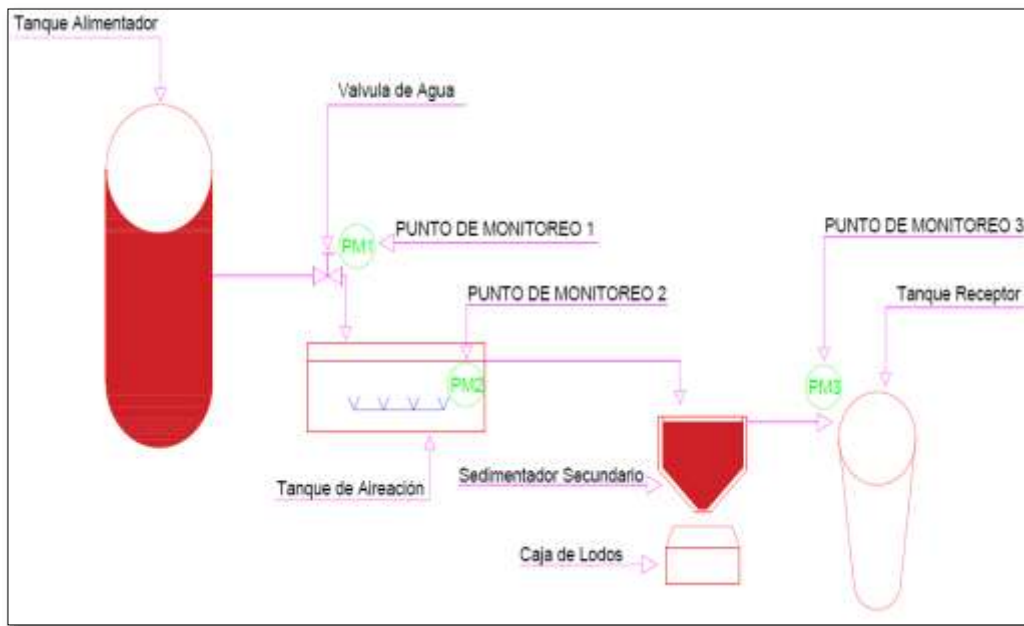 Tanque Alimentador
Valvula de Agua
PUNTO DE MONITOREO 1
PM1
PUNTO DE MONITOREO 3
PUNTO DE MONITOREO 2
Tanque Receptor
PM2
PM3
Tanque de Aireación
Sedimentador Secundario
Caja de Lodos